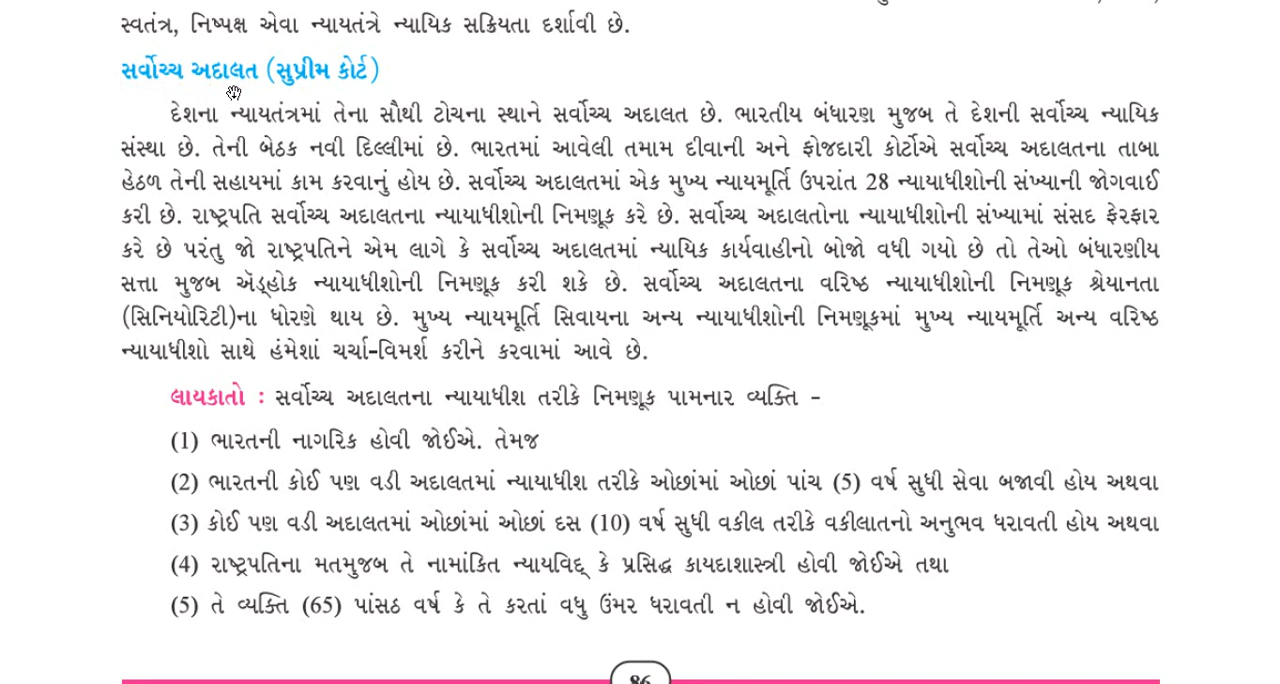 સ્વતંત્ર, નિષ્પક્ષ એવા ન્યાયતંત્રે ન્યાયિક સક્રિયતા દર્શાવી છે.
સર્વોચ્ચ અદાલત (સુપ્રીમ કોર્ટ)
દેશના ન્યાયતંત્રમાં તેના સૌથી ટોચના સ્થાને સર્વોચ્ચ અદાલત છે. ભારતીય બંધારણ મુજબ તે દેશની સર્વોચ્ચ ન્યાયિક
સંસ્થા છે. તેની બેઠક નવી દિલ્લીમાં છે. ભારતમાં આવેલી તમામ દીવાની અને ફોજદારી કોર્ટોએ સર્વોચ્ચ અદાલતના તાબા
હેઠળ તેની સહાયમાં કામ કરવાનું હોય છે. સર્વોચ્ચ અદાલતમાં એક મુખ્ય ન્યાયમૂર્તિ ઉપરાંત 28 ન્યાયાધીશોની સંખ્યાની જોગવાઈ
કરી છે. રાષ્ટ્રપતિ સર્વોચ્ચ અદાલતના ન્યાયાધીશોની નિમણૂક કરે છે. સર્વોચ્ચ અદાલતોના ન્યાયાધીશોની સંખ્યામાં સંસદ ફેરફાર
કરે છે પરંતુ જો રાષ્ટ્રપતિને એમ લાગે કે સર્વોચ્ચ અદાલતમાં ન્યાયિક કાર્યવાહીનો બોજો વધી ગયો છે તો તેઓ બંધારણીય
સત્તા મુજબ ઍડ્હોક ન્યાયાધીશોની નિમણૂક કરી શકે છે. સર્વોચ્ચ અદાલતના વરિષ્ઠ ન્યાયાધીશોની નિમણૂક શ્રેયાનતા
(સિનિયોરિટી)ના ધોરણે થાય છે. મુખ્ય ન્યાયમૂર્તિ સિવાયના અન્ય ન્યાયાધીશોની નિમણૂકમાં મુખ્ય ન્યાયમૂર્તિ અન્ય વરિષ્ઠ
ન્યાયાધીશો સાથે હંમેશાં ચર્ચા-વિમર્શ કરીને કરવામાં આવે છે.
લાયકાતો : સર્વોચ્ચ અદાલતના ન્યાયાધીશ તરીકે નિમણૂક પામનાર વ્યક્તિ -
(1) ભારતની નાગરિક હોવી જોઈએ. તેમજ
(2) ભારતની કોઈ પણ વડી અદાલતમાં ન્યાયાધીશ તરીકે ઓછાંમાં ઓછાં પાંચ (5) વર્ષ સુધી સેવા બજાવી હોય અથવા
(3) કોઈ પણ વડી અદાલતમાં ઓછાંમાં ઓછાં દસ (10) વર્ષ સુધી વકીલ તરીકે વકીલાતનો અનુભવ ધરાવતી હોય અથવા
(4) રાષ્ટ્રપતિના મતમુજબ તે નામાંકિત ન્યાયવિદ્ કે પ્રસિદ્ધ કાયદાશાસ્ત્રી હોવી જોઈએ તથા
(5) તે વ્યક્તિ (65) પાંસઠ વર્ષ કે તે કરતાં વધુ ઉંમર ધરાવતી ન હોવી જોઈએ.
86